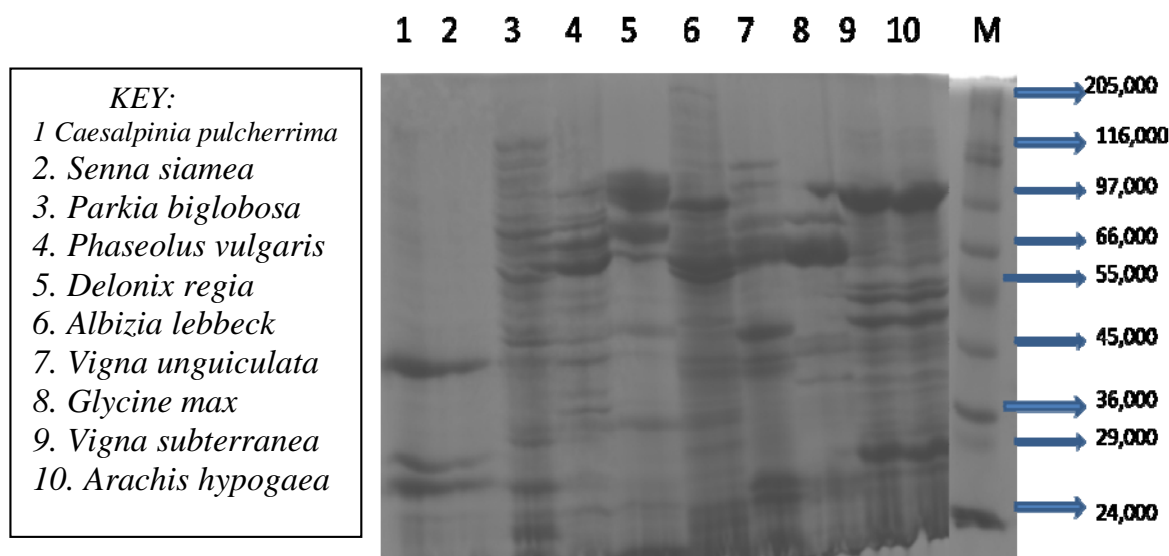 1 2 3 4 5 6 7 8 9 10 M
KEY:
1 Caesalpinia pulcherrima
2. Senna siamea
3. Parkia biglobosa
4. Phaseolus vulgaris
5. Delonix regia
6. Albizia lebbeck
7. Vigna unguiculata
8. Glycine max
9. Vigna subterranea
10. Arachis hypogaea
205,000
116,000
97,000
66,000
55,000
45,000
36,000
29,000
24,000